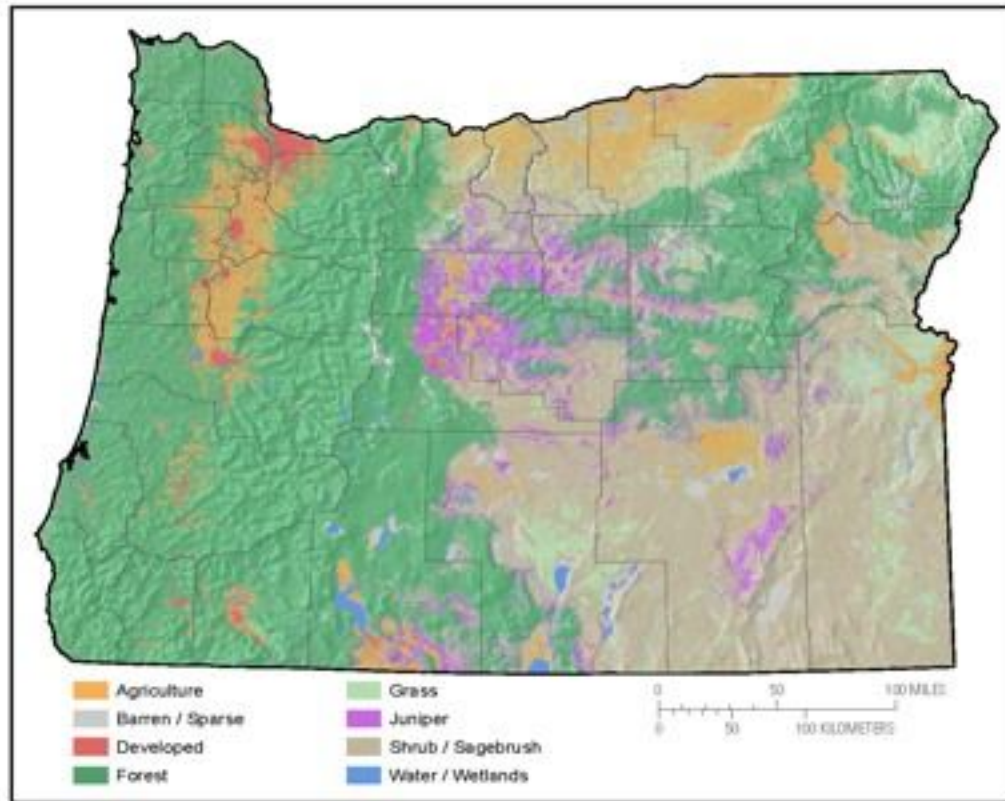 Agriculture
Barren / Sparse
Developed
Forest
Grass
Juniper
Shrub / Sagebrush
Water / Wetlands
0 50 100 MILES
0 50 100 KILOMETERS